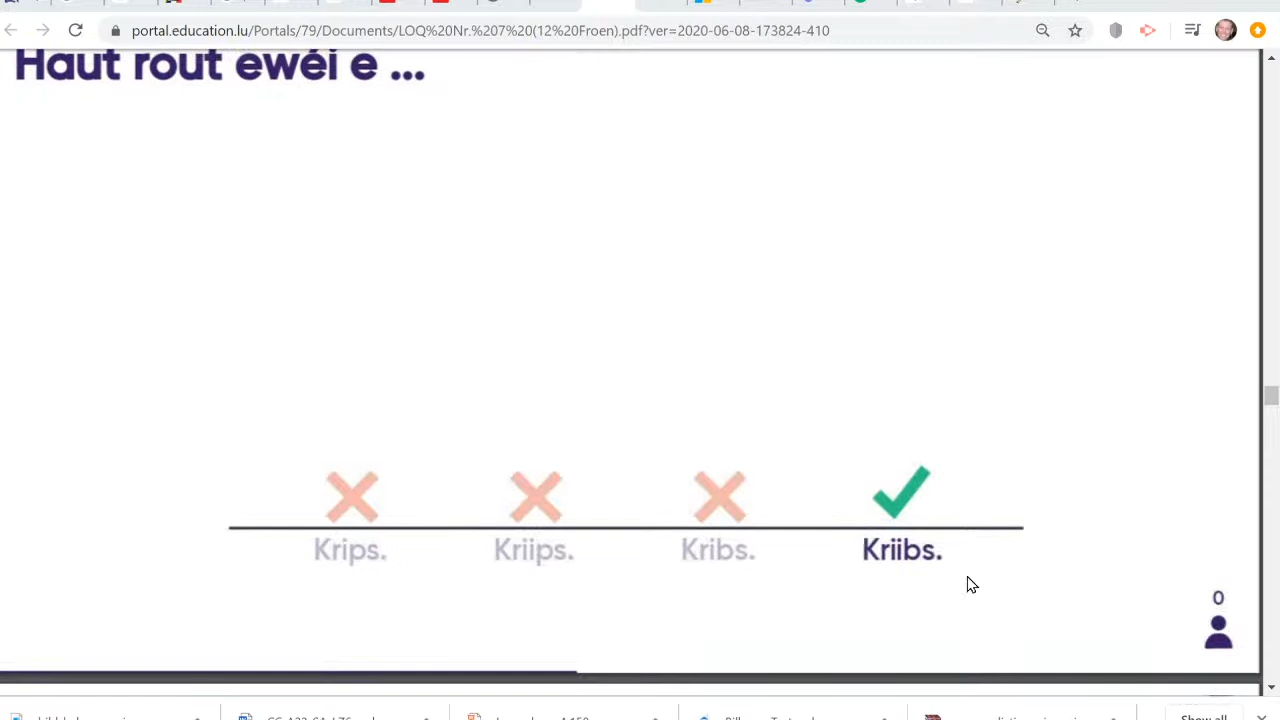 portal.education.lu/Portals/79/Documents/LOQ%20Nr.%207%20(12%20Froen).pdf?ver=2020-06-08-173824-410
Haut rout ewéi e ...
Krips. Kriips. Kribs. Kriibs.
0
Show all